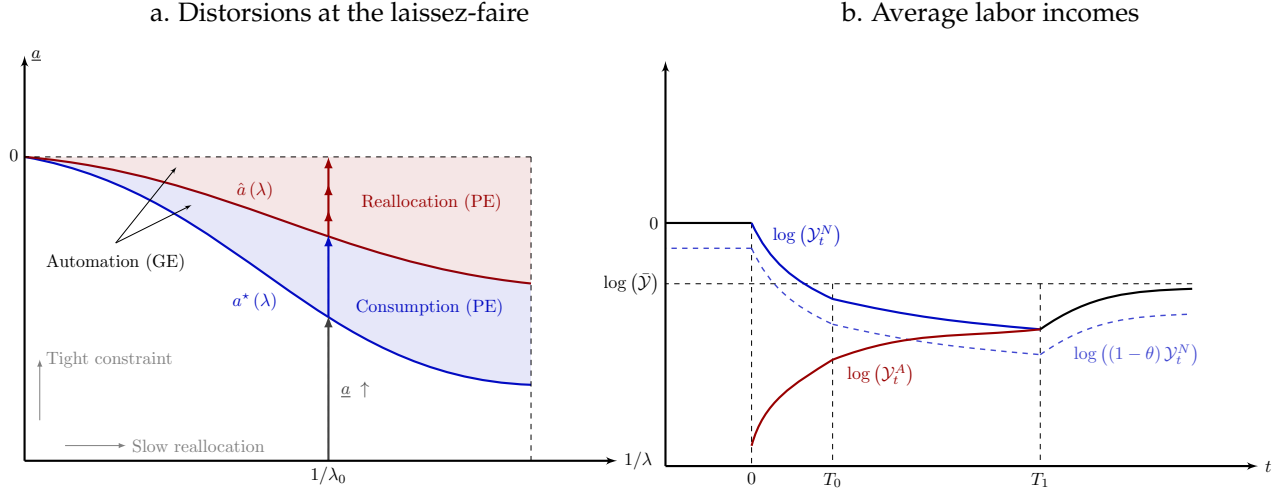 a. Distorsions at the laissez-faire
a̲
0
â (λ)
Reallocation (PE)
Automation (GE)
a⋆ (λ)
Consumption (PE)
Tight constraint
a̲ ↑
Slow reallocation
1/λ
1/λ₀
b. Average labor incomes
0
log (𝒴ₜᴺ)
log (𝒴̄)
log ((1 − θ) 𝒴ₜᴺ)
log (𝒴ₜᴬ)
0
T₀
T₁
t